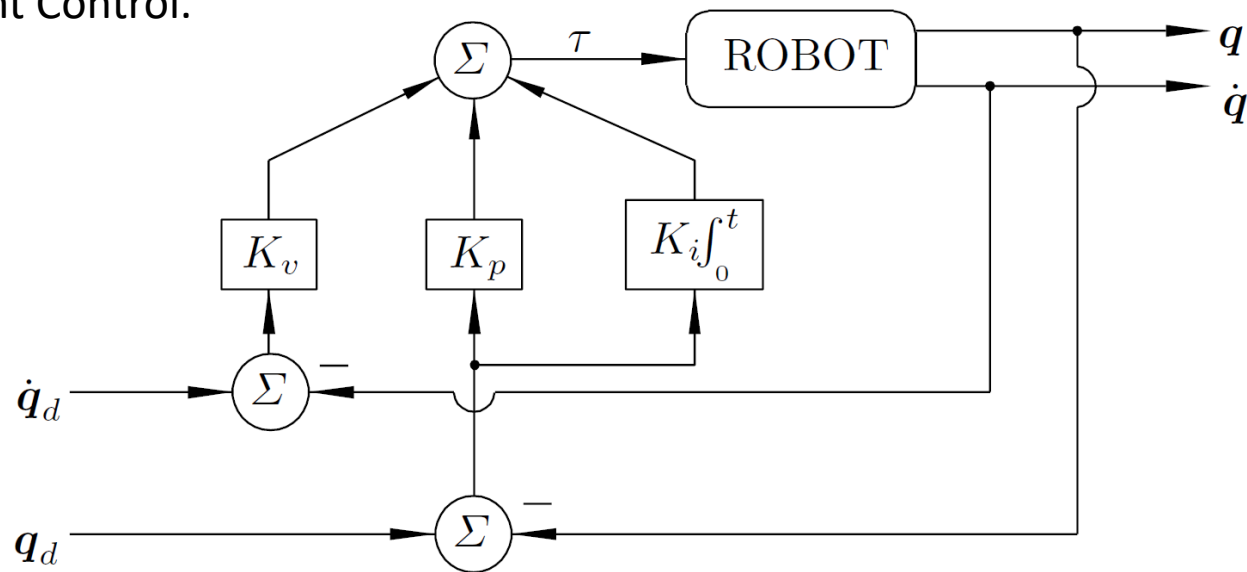 nt Control.
Σ
τ
ROBOT
q
q̇
K_v
K_p
K_i∫_0^t
q̇_d
Σ
−
q_d
Σ
−